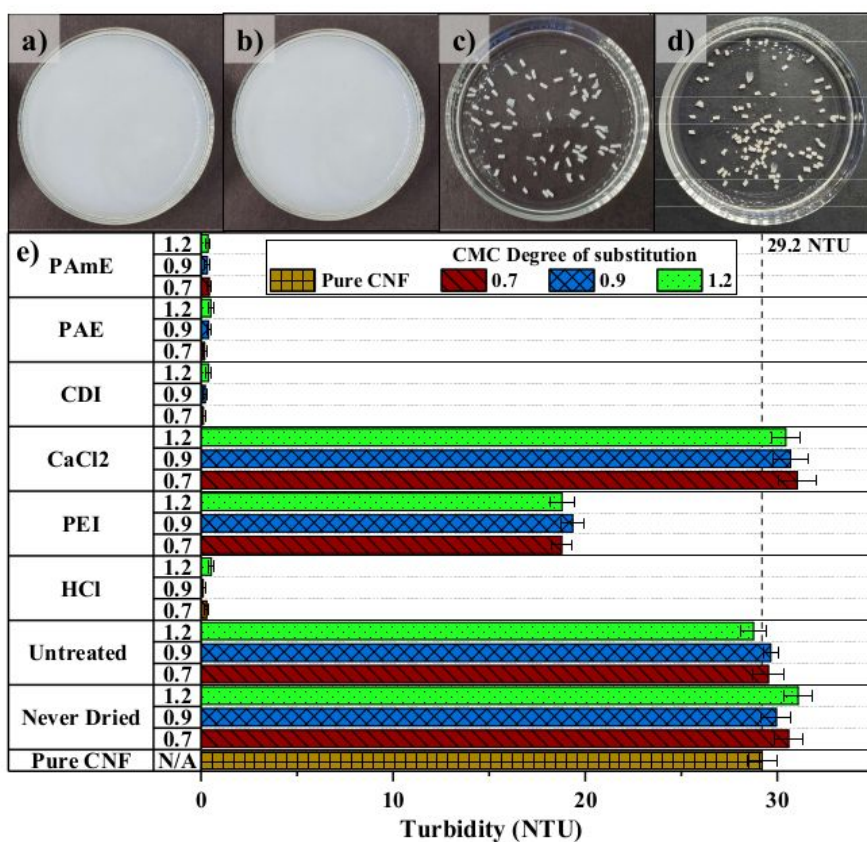 a) b) c) d)
e)
29.2 NTU
CMC Degree of substitution
Pure CNF 0.7 0.9 1.2
PAmE 1.2 0.9 0.7
PAE 1.2 0.9 0.7
CDI 1.2 0.9 0.7
CaCl2 1.2 0.9 0.7
PEI 1.2 0.9 0.7
HCl 1.2 0.9 0.7
Untreated 1.2 0.9 0.7
Never Dried 1.2 0.9 0.7
Pure CNF N/A
0 10 20 30
Turbidity (NTU)